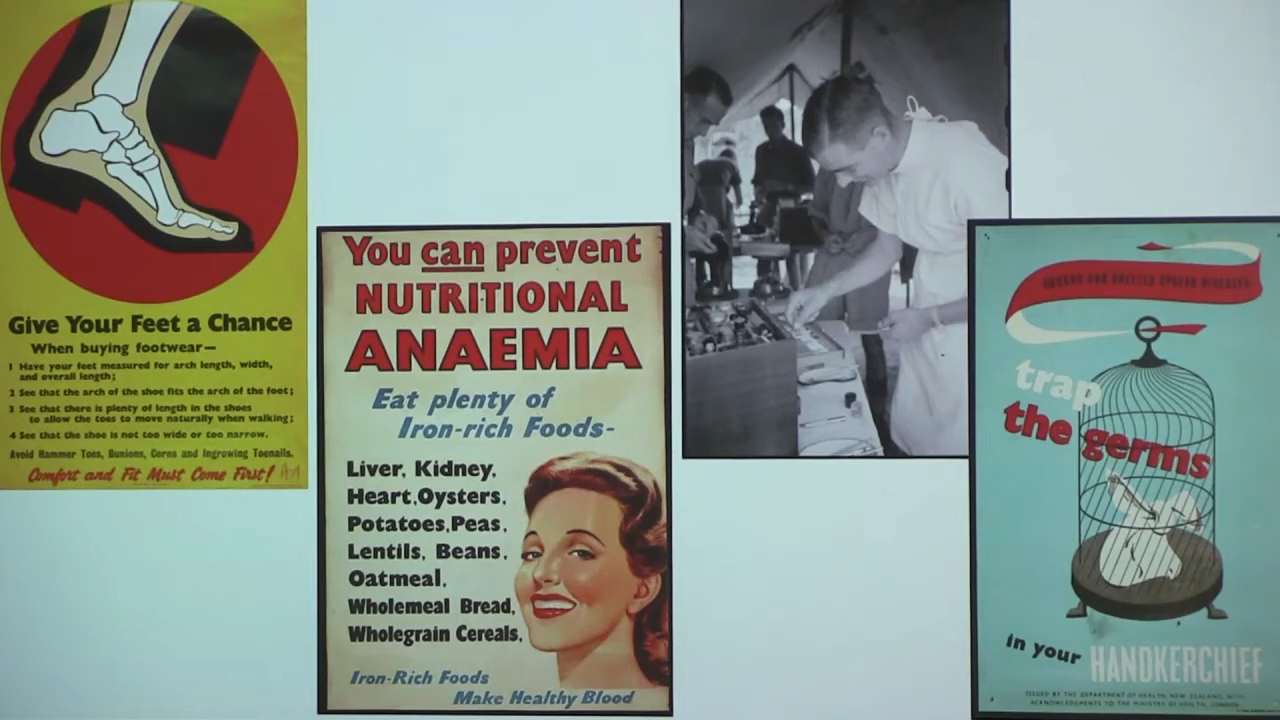 Give Your Feet a Chance
When buying footwear—
1 Have your feet measured for arch length, width,
and overall length;
2 See that the arch of the shoe fits the arch of the foot;
3 See that there is plenty of length in the shoes
to allow the toes to move naturally when walking;
4 See that the shoe is not too wide or too narrow.
Avoid Hammer Toes, Bunions, Corns and Ingrowing Toenails.
Comfort and Fit Must Come First!
You can prevent
NUTRITIONAL
ANAEMIA
Eat plenty of
Iron-rich Foods-
Liver, Kidney,
Heart, Oysters,
Potatoes, Peas,
Lentils, Beans,
Oatmeal,
Wholemeal Bread,
Wholegrain Cereals,
Iron-Rich Foods
Make Healthy Blood
COUGHS AND SNEEZES SPREAD DISEASES
trap
the germs
in your HANDKERCHIEF
ISSUED BY THE DEPARTMENT OF HEALTH, NEW ZEALAND, WITH
ACKNOWLEDGMENTS TO THE MINISTRY OF HEALTH, LONDON.